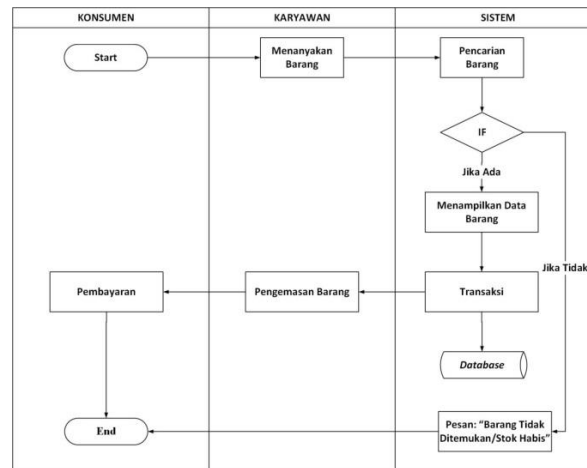 KONSUMEN
KARYAWAN
SISTEM
Start
Menanyakan
Barang
Pencarian
Barang
IF
Jika Ada
Menampilkan Data
Barang
Jika Tidak
Pembayaran
Pengemasan Barang
Transaksi
Database
End
Pesan: “Barang Tidak
Ditemukan/Stok Habis”